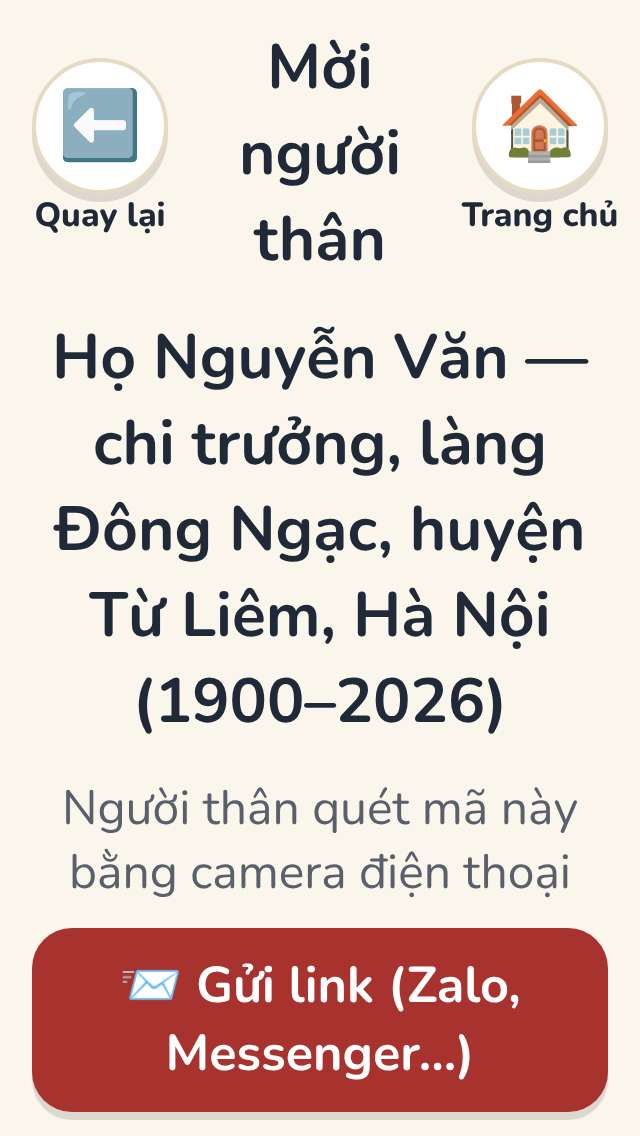 Mời
người
thân
Quay lại
Trang chủ
Họ Nguyễn Văn —
chi trưởng, làng
Đông Ngạc, huyện
Từ Liêm, Hà Nội
(1900–2026)
Người thân quét mã này
bằng camera điện thoại
Gửi link (Zalo,
Messenger...)